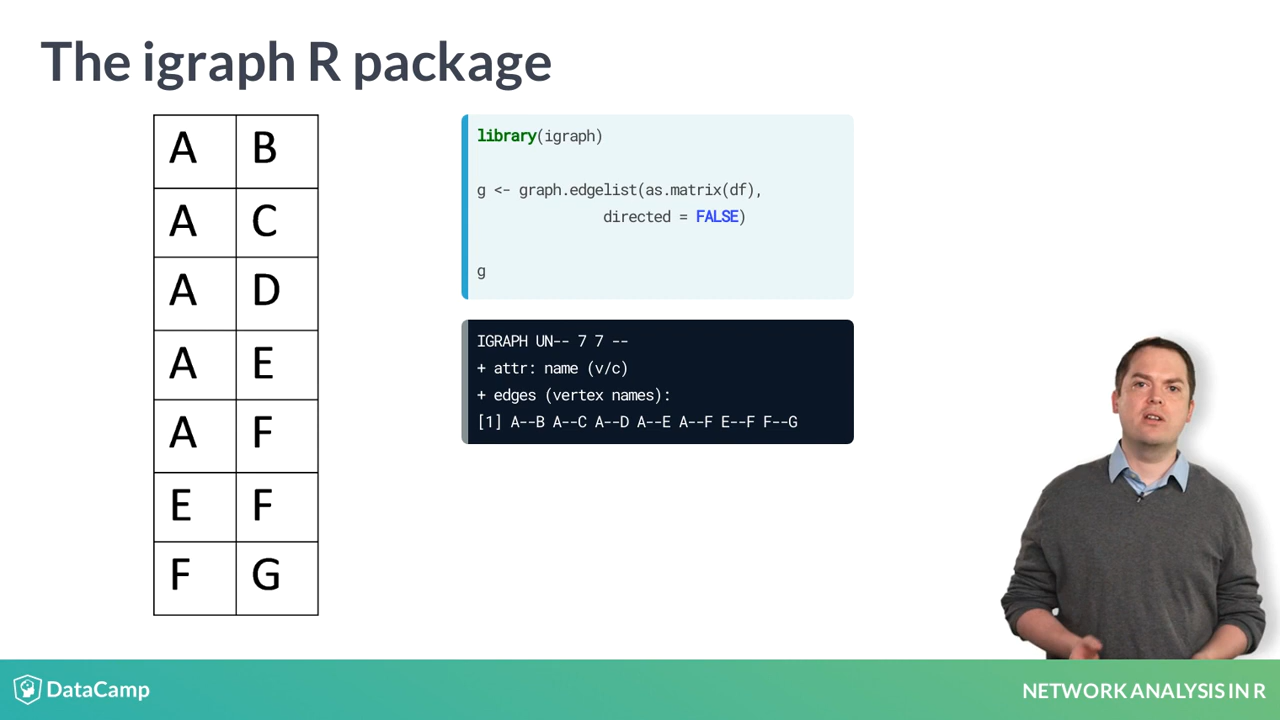 The igraph R package
A B
A C
A D
A E
A F
E F
F G
library(igraph)
g <- graph.edgelist(as.matrix(df),
directed = FALSE)
g
IGRAPH UN-- 7 7 --
+ attr: name (v/c)
+ edges (vertex names):
[1] A--B A--C A--D A--E A--F E--F F--G
DataCamp
NETWORK ANALYSIS IN R